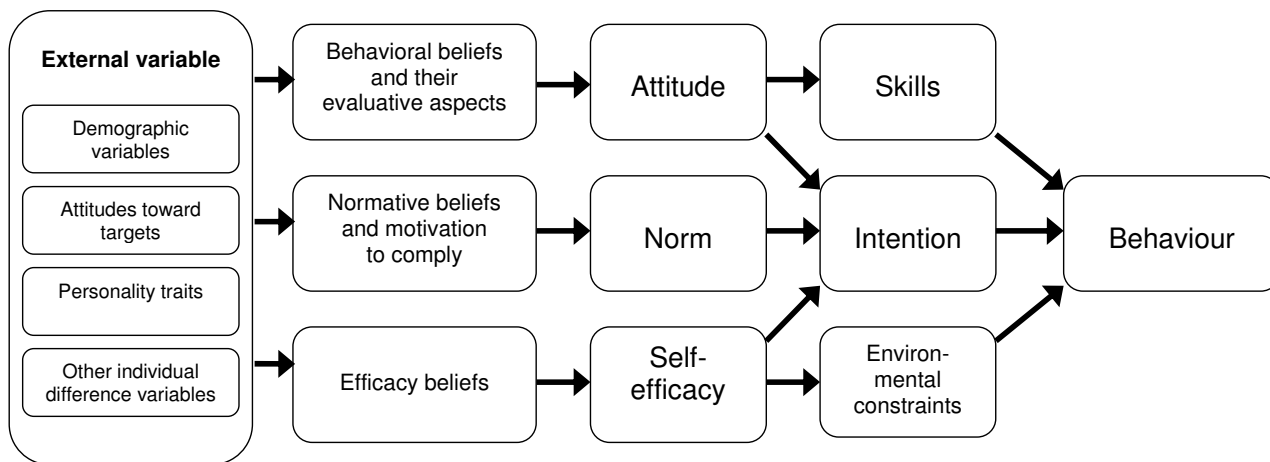 External variable
Demographic
variables
Attitudes toward
targets
Personality traits
Other individual
difference variables
Behavioral beliefs
and their
evaluative aspects
Normative beliefs
and motivation
to comply
Efficacy beliefs
Attitude
Norm
Self-
efficacy
Skills
Intention
Environ-
mental
constraints
Behaviour